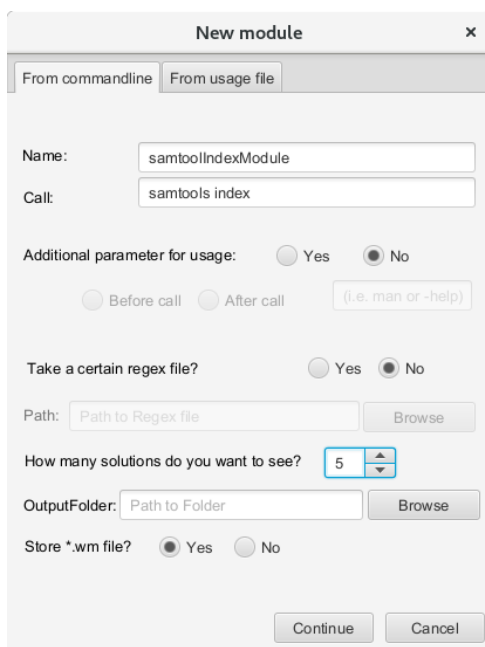 New module ×
From commandline From usage file
Name: samtoolIndexModule
Call: samtools index
Additional parameter for usage: Yes No
Before call After call (i.e. man or -help)
Take a certain regex file? Yes No
Path: Path to Regex file Browse
How many solutions do you want to see? 5
OutputFolder: Path to Folder Browse
Store *.wm file? Yes No
Continue Cancel